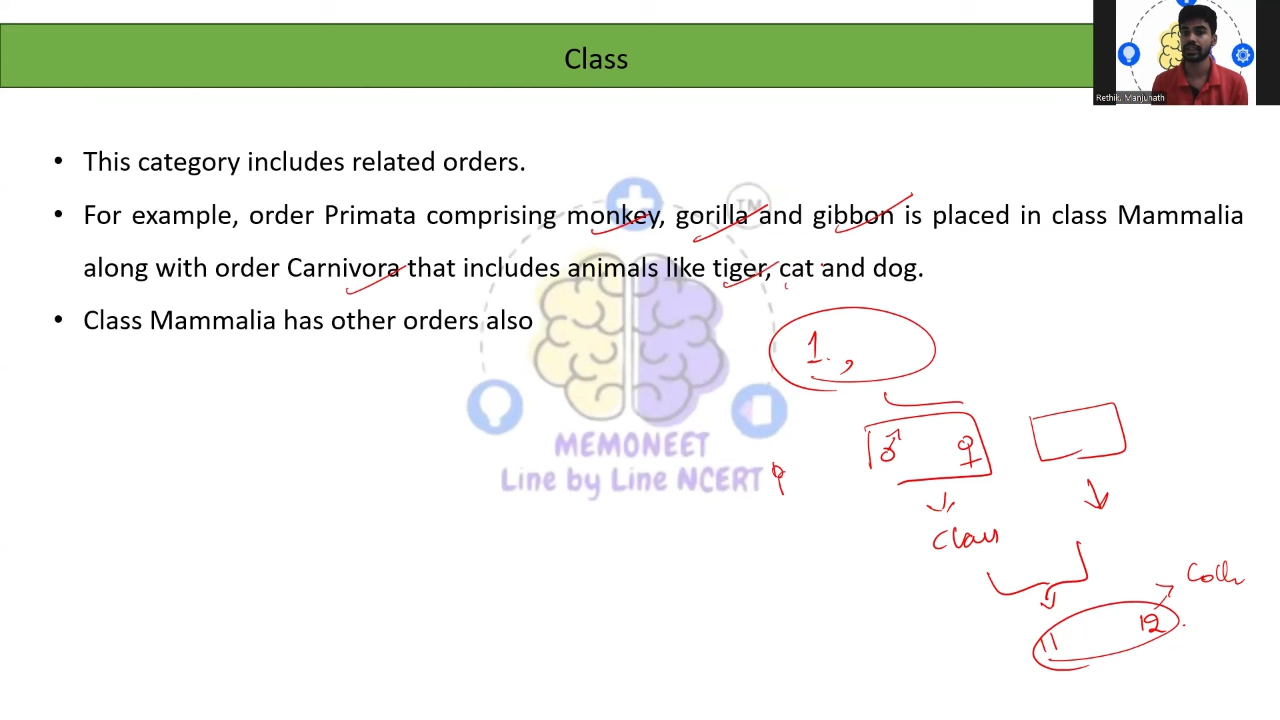 Class
Rethik. Manjunath
• This category includes related orders.
• For example, order Primata comprising monkey, gorilla and gibbon is placed in class Mammalia
along with order Carnivora that includes animals like tiger, cat and dog.
• Class Mammalia has other orders also
TM
MEMONEET
Line by Line NCERT
1.,
♂ ♀
Class
11 12